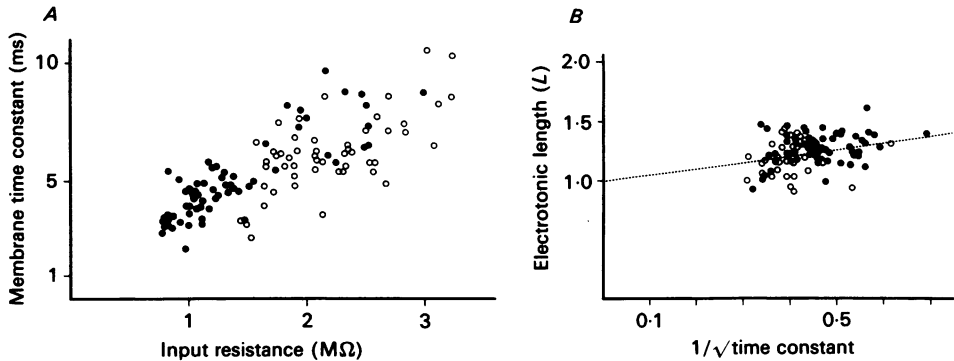 A
Membrane time constant (ms)
10
5
1
1
2
3
Input resistance (MΩ)
B
Electrotonic length (L)
2·0
1·5
1·0
0·1
0·5
1/√time constant